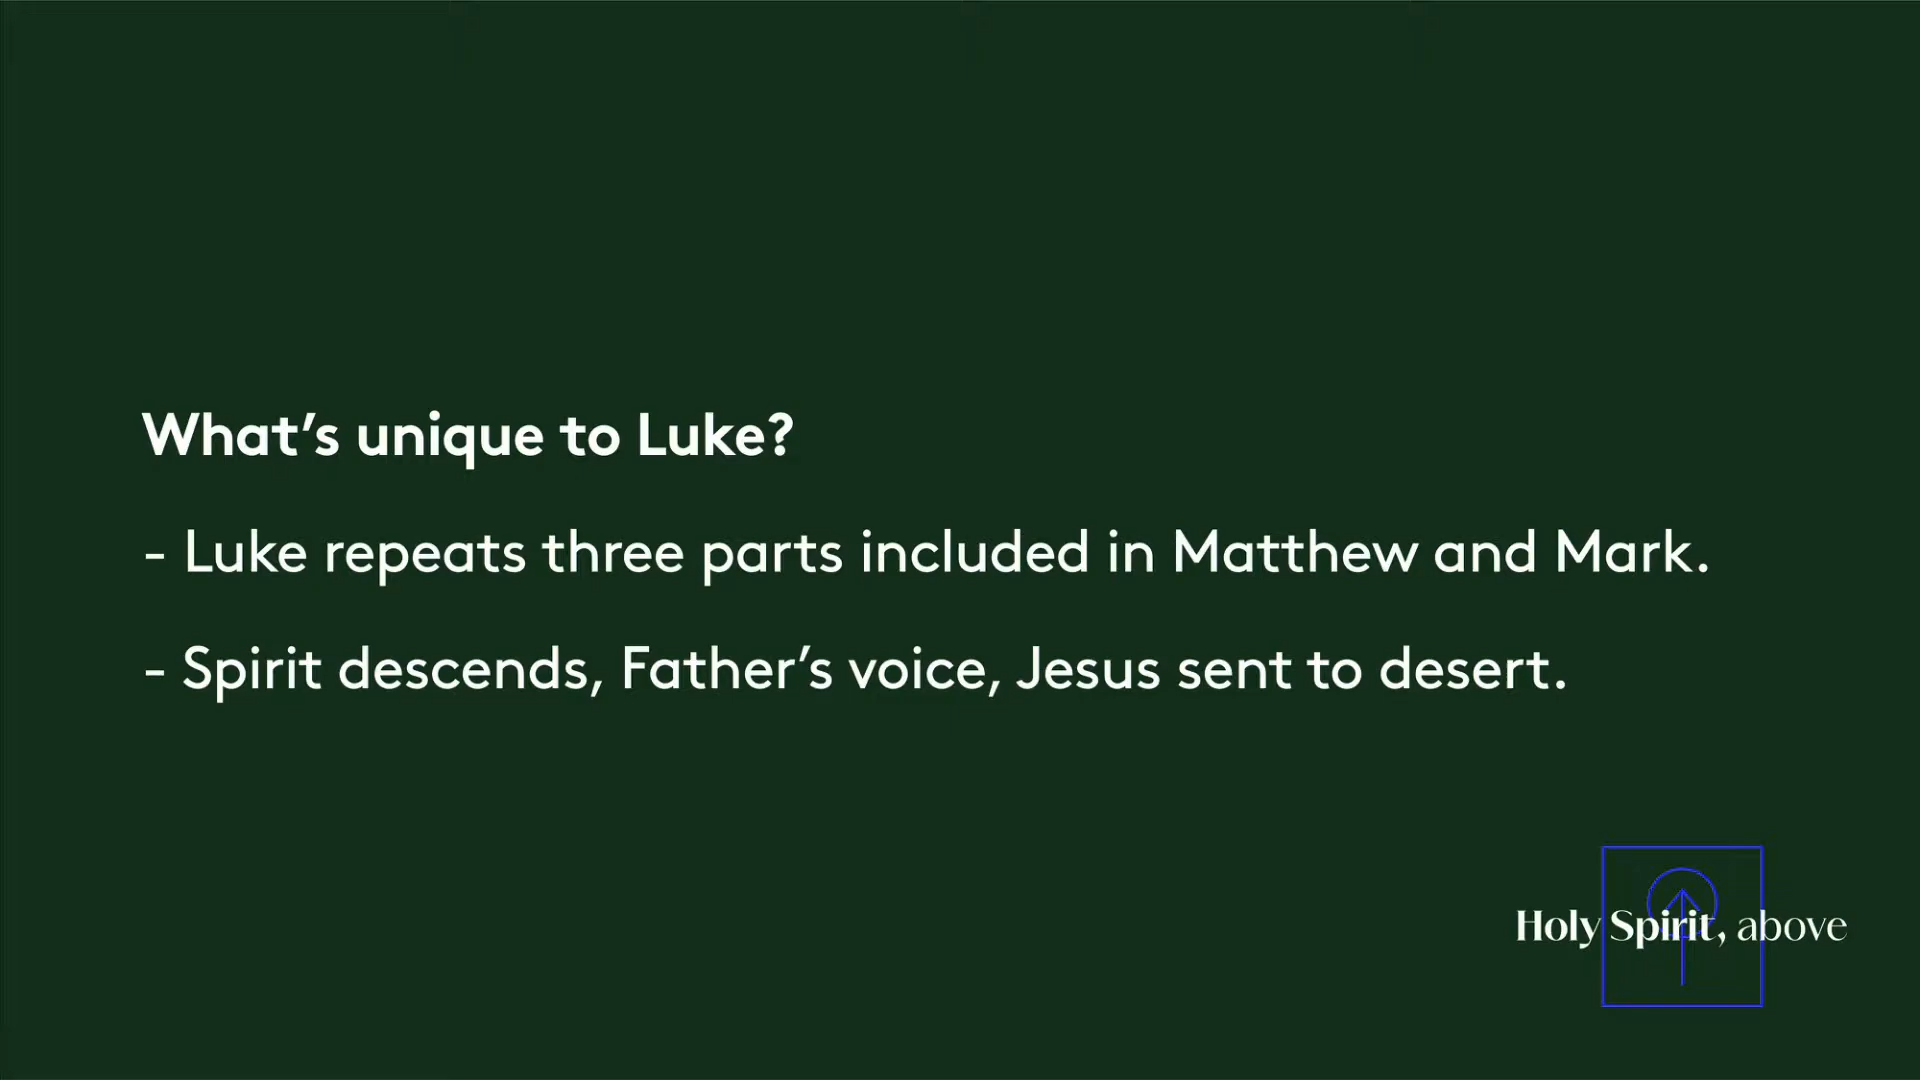 What’s unique to Luke?
- Luke repeats three parts included in Matthew and Mark.
- Spirit descends, Father’s voice, Jesus sent to desert.
Holy Spirit, above